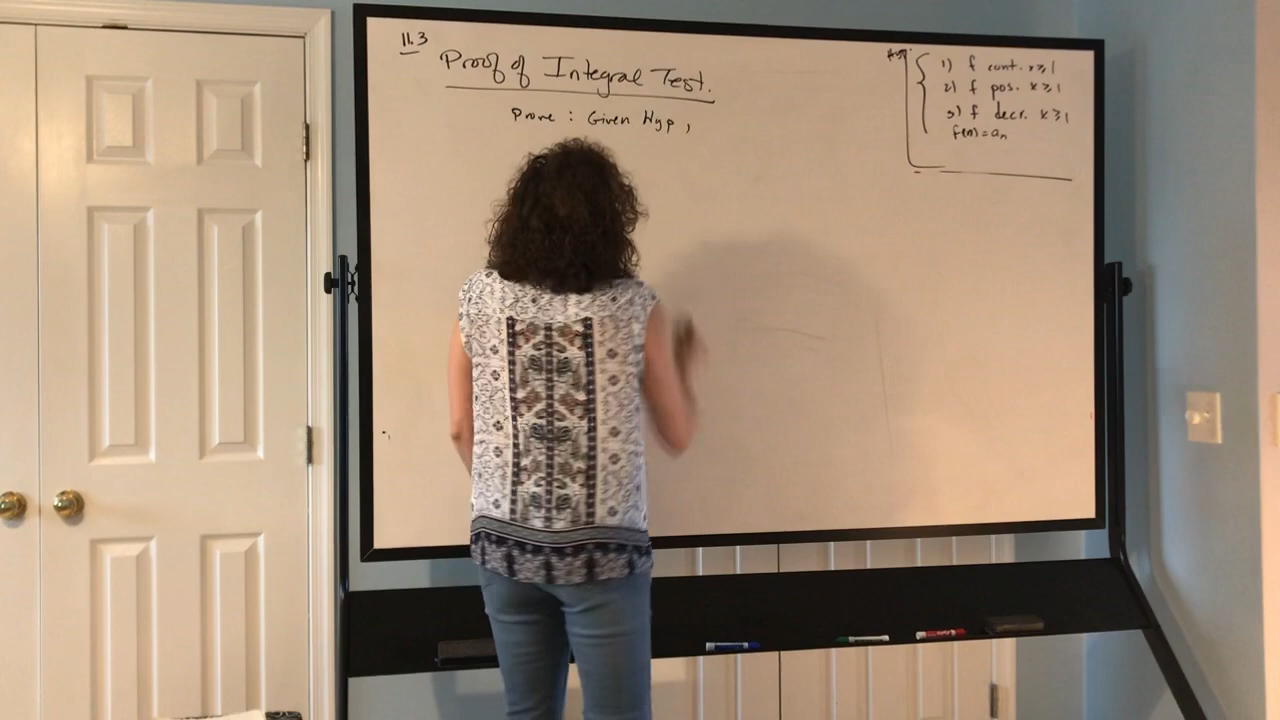 11.3
Proof of Integral Test.
Prove : Given Hyp ,
Hyp:
1) f cont. x≥1
2) f pos. x≥1
3) f decr. x≥1
f(n)=aₙ